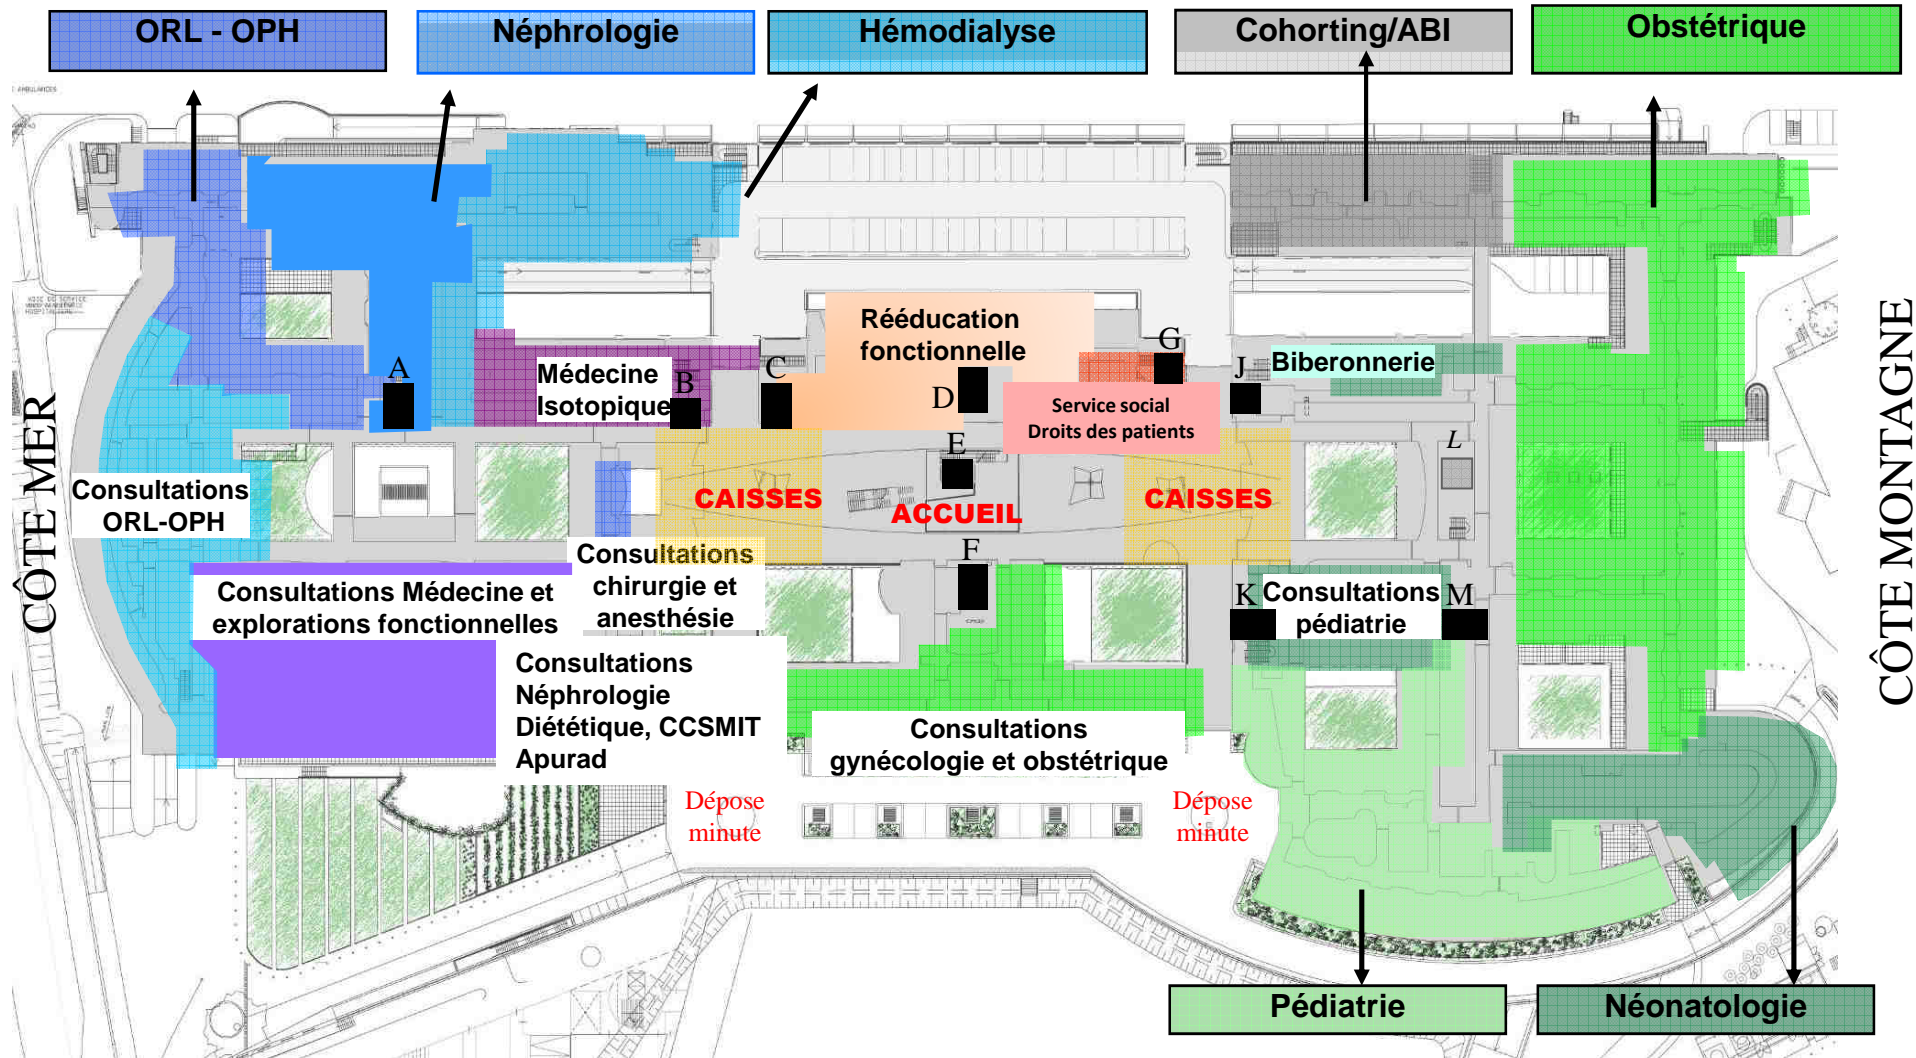 ORL - OPH
Néphrologie
Hémodialyse
Cohorting/ABI
Obstétrique
AMBULANCES
Rééducation
fonctionnelle
G
A
Médecine
Isotopique
B
C
D
Service social
Droits des patients
J
Biberonnerie
CÔTE MER
CÔTE MONTAGNE
Consultations
ORL-OPH
CAISSES
E
ACCUEIL
CAISSES
L
F
Consultations Médecine et
explorations fonctionnelles
Consultations
chirurgie et
anesthésie
K
Consultations
pédiatrie
M
Consultations
Néphrologie
Diététique, CCSMIT
Apurad
Consultations
gynécologie et obstétrique
Dépose
minute
Dépose
minute
Pédiatrie
Néonatologie